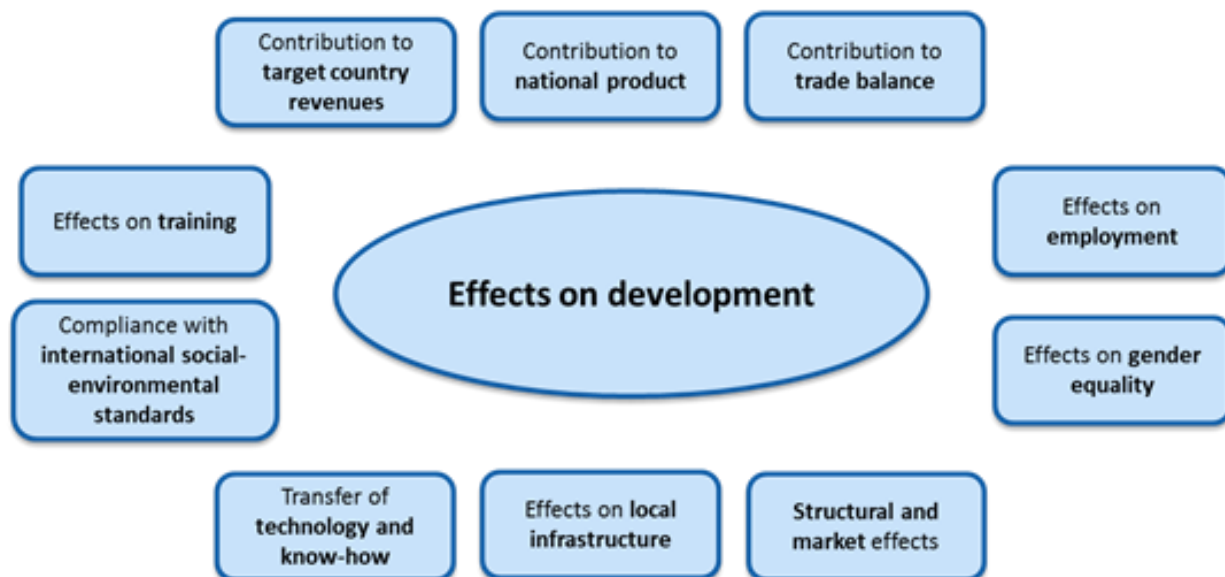 Contribution to
target country
revenues
Contribution to
national product
Contribution to
trade balance
Effects on training
Effects on
employment
Effects on development
Compliance with
international social-
environmental
standards
Effects on gender
equality
Transfer of
technology and
know-how
Effects on local
infrastructure
Structural and
market effects